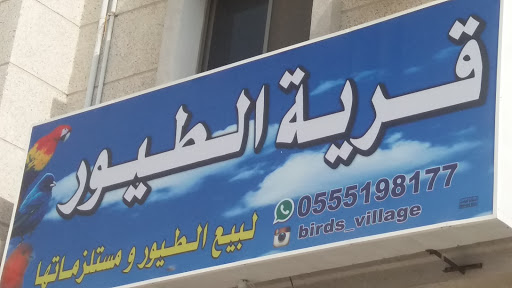 قرية الطيور
0555198177
birds_village
لبيع الطيور و مستلزماتها